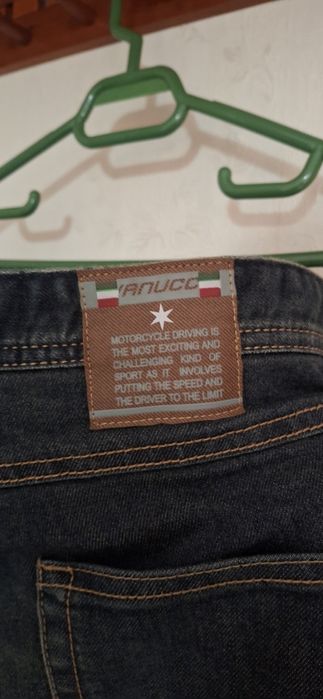 VANUCCI
MOTORCYCLE DRIVING IS
THE MOST EXCITING AND
CHALLENGING KIND OF
SPORT AS IT INVOLVES
PUTTING THE SPEED AND
THE DRIVER TO THE LIMIT